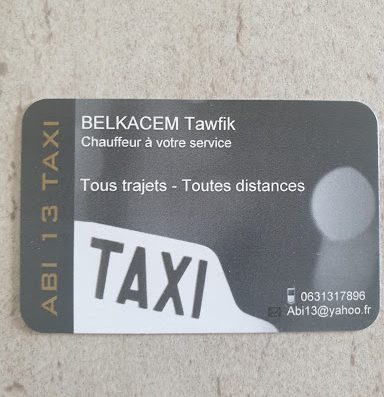 ABI 13 TAXI
BELKACEM Tawfik
Chauffeur à votre service
Tous trajets - Toutes distances
TAXI
0631317896
Abi13@yahoo.fr